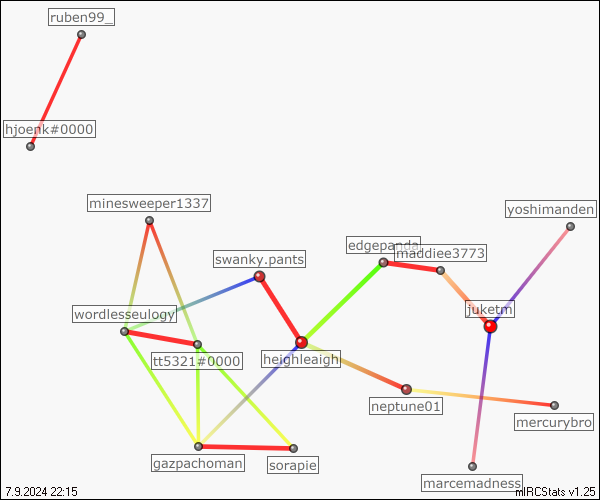 ruben99_
hjoenk#0000
minesweeper1337
yoshimanden
edgepanda
maddiee3773
swanky.pants
wordlesseulogy
juketm
tt5321#0000
heighleaigh
neptune01
mercurybro
gazpachoman
sorapie
marcemadness
7.9.2024 22:15
mIRCStats v1.25